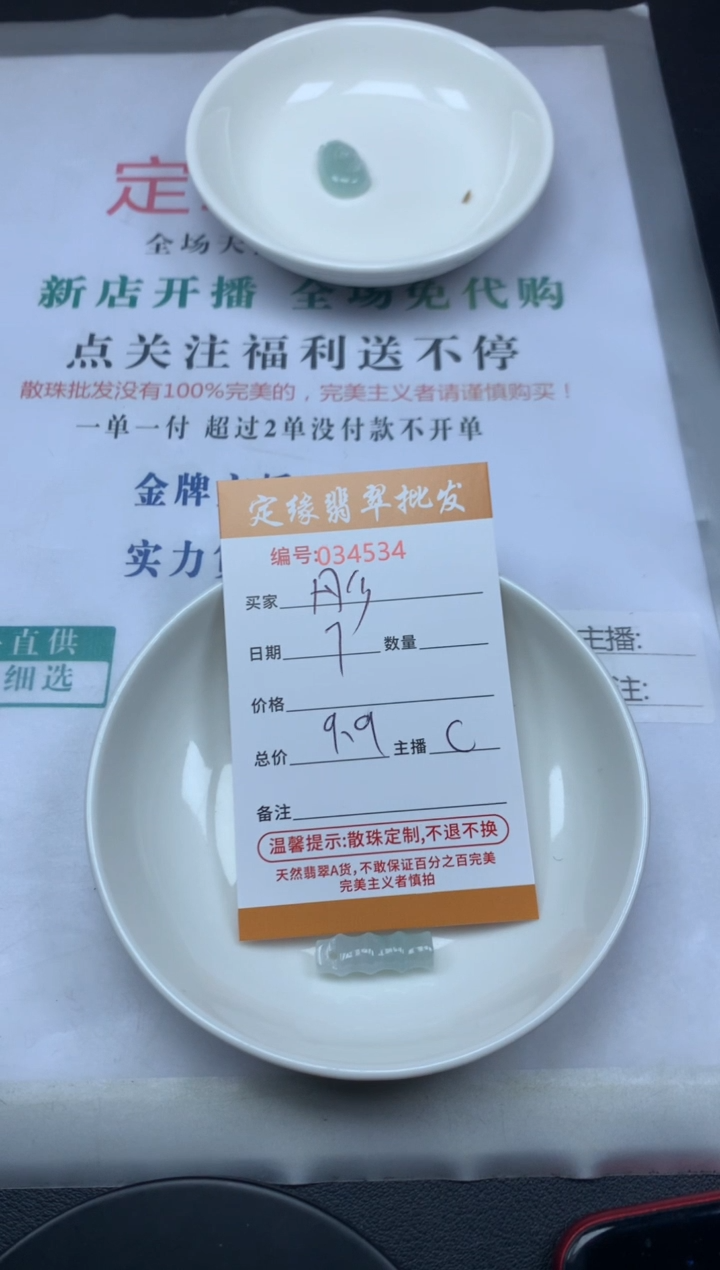 定
全场天
新店开播 全场免代购
点关注福利送不停
散珠批发没有100%完美的，完美主义者请谨慎购买！
一单一付 超过2单没付款不开单
金牌主播
实力
直供
细选
主播:
注:
定缘翡翠批发
编号:034534
买家
日期 7 数量
价格
总价 9.9 主播 C
备注
温馨提示:散珠定制,不退不换
天然翡翠A货,不敢保证百分之百完美
完美主义者慎拍